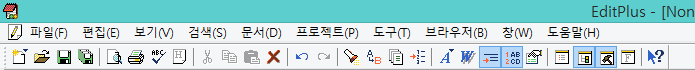 EditPlus - [Non
파일(F) 편집(E) 보기(V) 검색(S) 문서(D) 프로젝트(P) 도구(T) 브라우저(B) 창(W) 도움말(H)